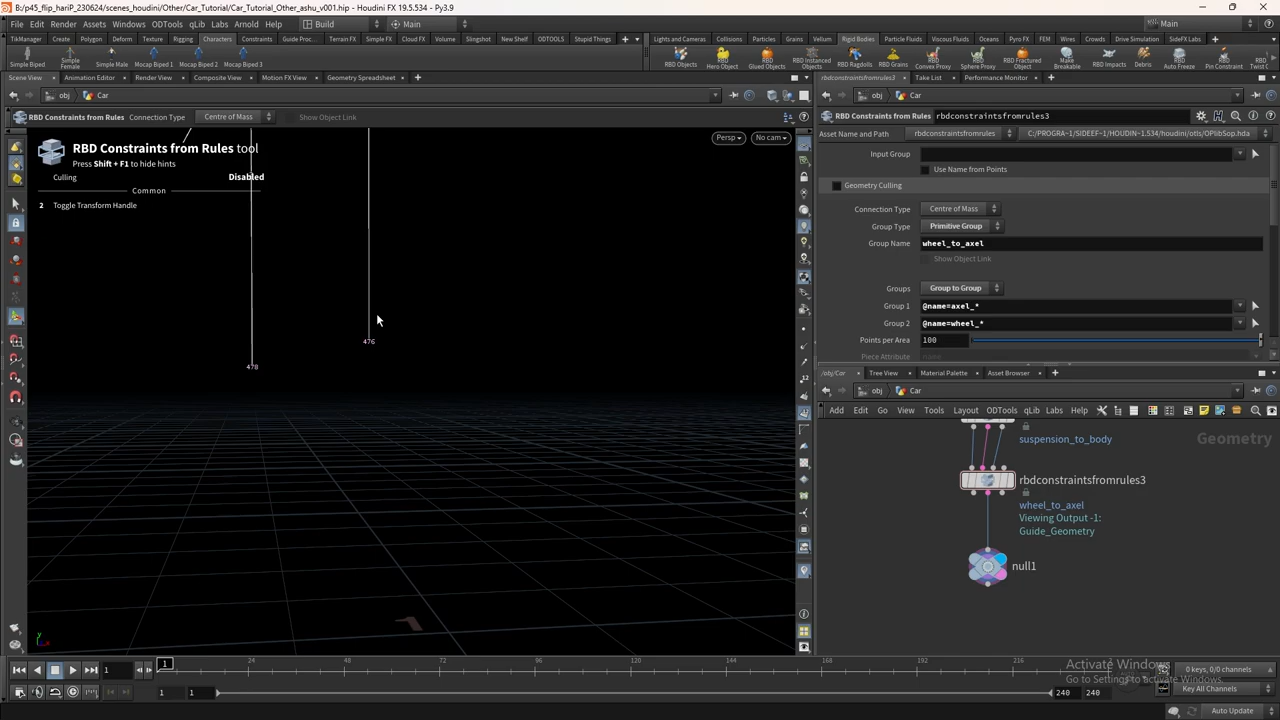 B:/p45_flip_hariP_230624/scenes_houdini/Other/Car_Tutorial/Car_Tutorial_Other_ashu_v001.hip - Houdini FX 19.5.534 - Py3.9
File Edit Render Assets Windows ODTools qLib Labs Arnold Help Build Main Main
TikManager Create Polygon Deform Texture Rigging Characters Constraints Guide Proc... Terrain FX Simple FX Cloud FX Volume Slingshot New Shelf ODTOOLS Stupid Things Lights and Cameras Collisions Particles Grains Vellum Rigid Bodies Particle Fluids Viscous Fluids Oceans Pyro FX FEM Wires Crowds Drive Simulation SideFX Labs
Simple Biped Simple Female Simple Male Mocap Biped 1 Mocap Biped 2 Mocap Biped 3 RBD Objects RBD Hero Object RBD Glued Objects RBD Instanced Objects RBD Ragdolls RBD Grains RBD Convex Proxy RBD Sphere Proxy RBD Fractured Object Make Breakable RBD Impacts Debris RBD Auto Freeze RBD Pin Constraint
Scene View Animation Editor Render View Composite View Motion FX View Geometry Spreadsheet rbdconstraintsfromrules3 Take List Performance Monitor
obj Car obj Car
RBD Constraints from Rules Connection Type Centre of Mass Show Object Link
RBD Constraints from Rules rbdconstraintsfromrules3
Asset Name and Path rbdconstraintsfromrules C:/PROGRA~1/SIDEEF~1/HOUDIN~1.534/houdini/otls/OPlibSop.hda
RBD Constraints from Rules tool
Press Shift + F1 to hide hints
Culling Disabled
Common
2 Toggle Transform Handle
Persp No cam
476
478
Input Group
Use Name from Points
Geometry Culling
Connection Type Centre of Mass
Group Type Primitive Group
Group Name wheel_to_axel
Show Object Link
Groups Group to Group
Group 1 @name=axel_*
Group 2 @name=wheel_*
Points per Area 100
Piece Attribute name
/obj/Car Tree View Material Palette Asset Browser
obj Car
Add Edit Go View Tools Layout ODTools qLib Labs Help
Geometry
suspension_to_body
rbdconstraintsfromrules3
wheel_to_axel
Viewing Output -1:
Guide_Geometry
null1
1 1 24 48 72 96 120 144 168 192 216
1 1 240 240
0 keys, 0/0 channels
Key All Channels
Auto Update
Activate Windows
Go to Settings to activate Windows.